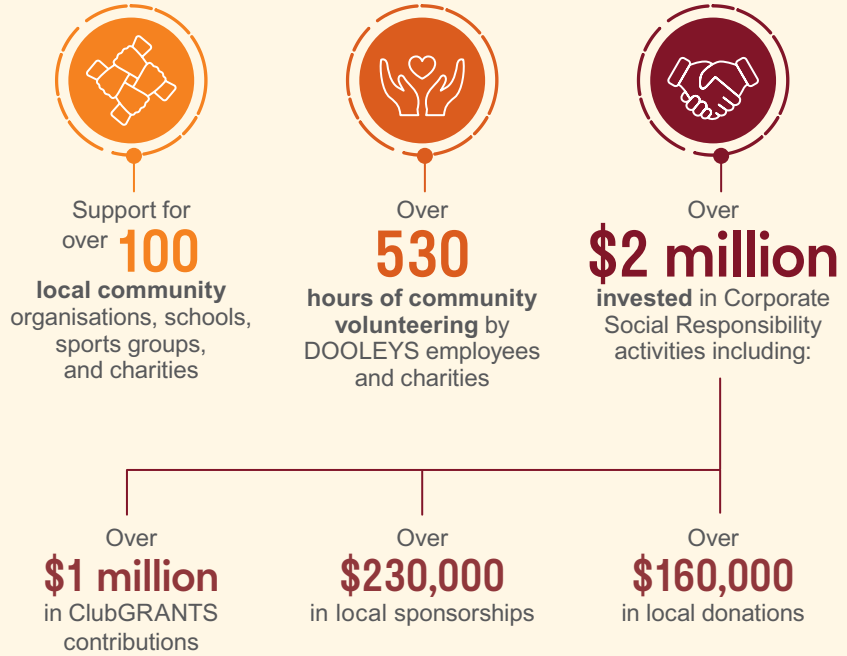 Support for
over 100
local community
organisations, schools,
sports groups,
and charities
Over
530
hours of community
volunteering by
DOOLEYS employees
and charities
Over
$2 million
invested in Corporate
Social Responsibility
activities including:
Over
$1 million
in ClubGRANTS
contributions
Over
$230,000
in local sponsorships
Over
$160,000
in local donations